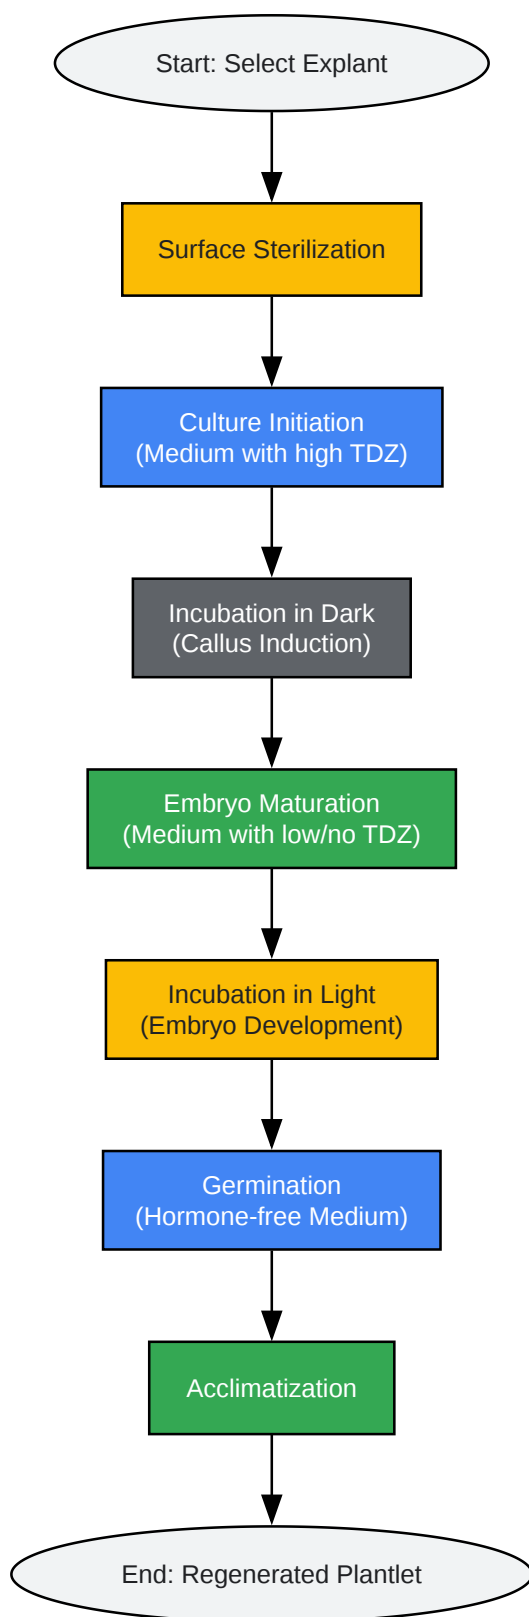 Start: Select Explant
Surface Sterilization
Culture Initiation
(Medium with high TDZ)
Incubation in Dark
(Callus Induction)
Embryo Maturation
(Medium with low/no TDZ)
Incubation in Light
(Embryo Development)
Germination
(Hormone-free Medium)
Acclimatization
End: Regenerated Plantlet